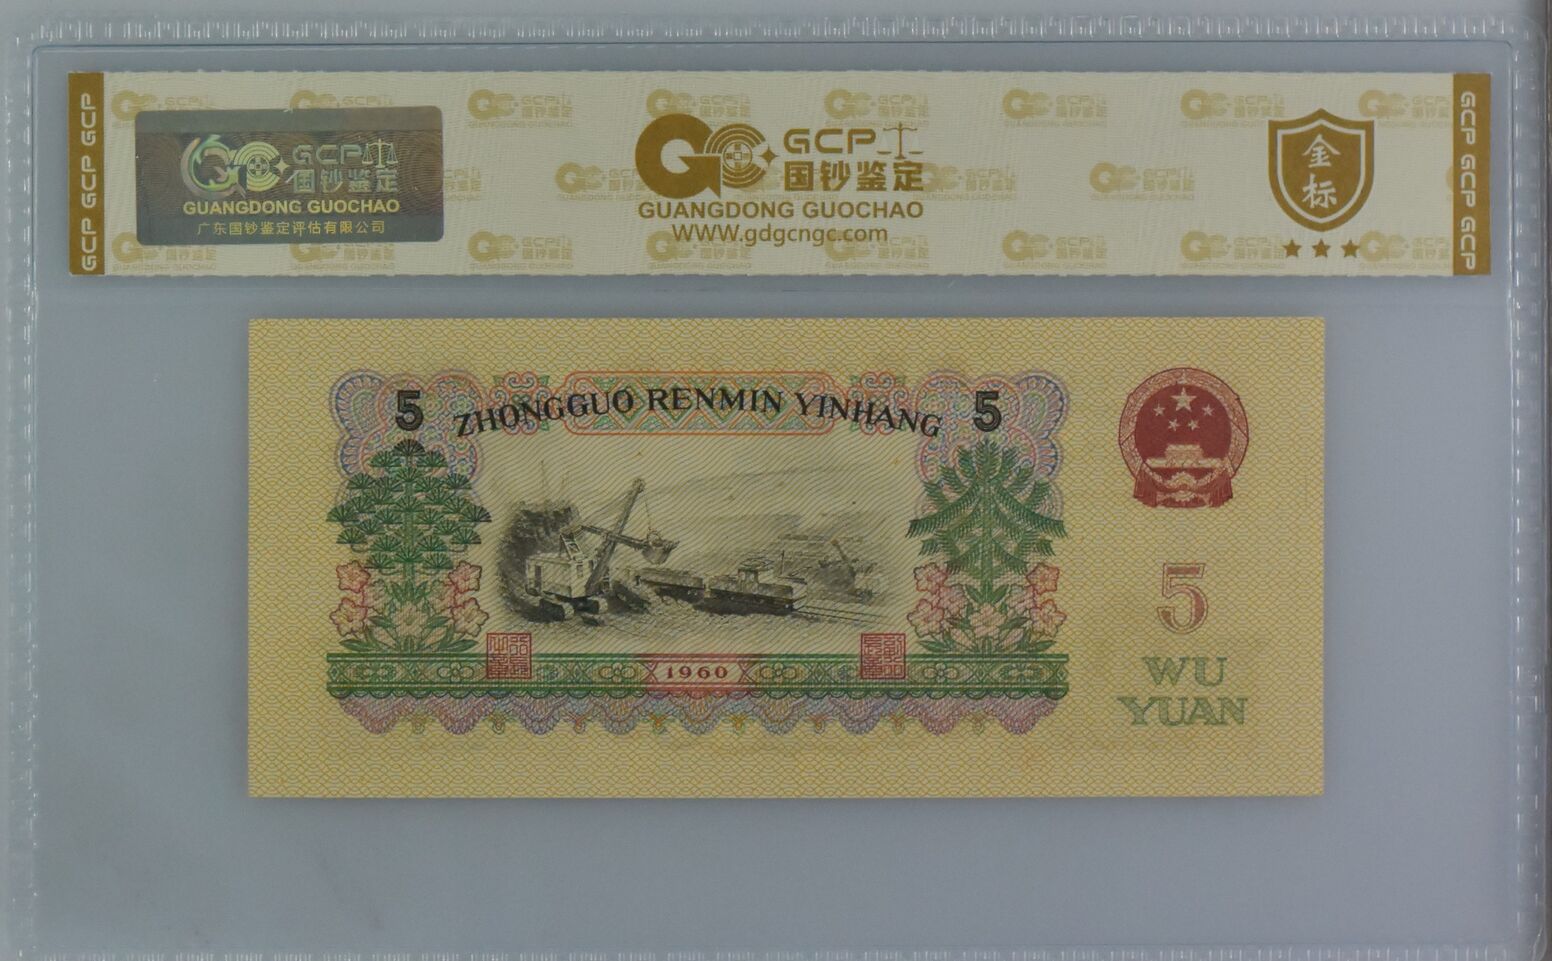 GCP GCP GCP
GCP
国钞鉴定
GUANGDONG GUOCHAO
广东国钞鉴定评估有限公司
GCP
国钞鉴定
GUANGDONG GUOCHAO
WWW.gdgcngc.com
金
标
GCP GCP GCP
5 ZHONGGUO RENMIN YINHANG 5
5
WU
YUAN
1960